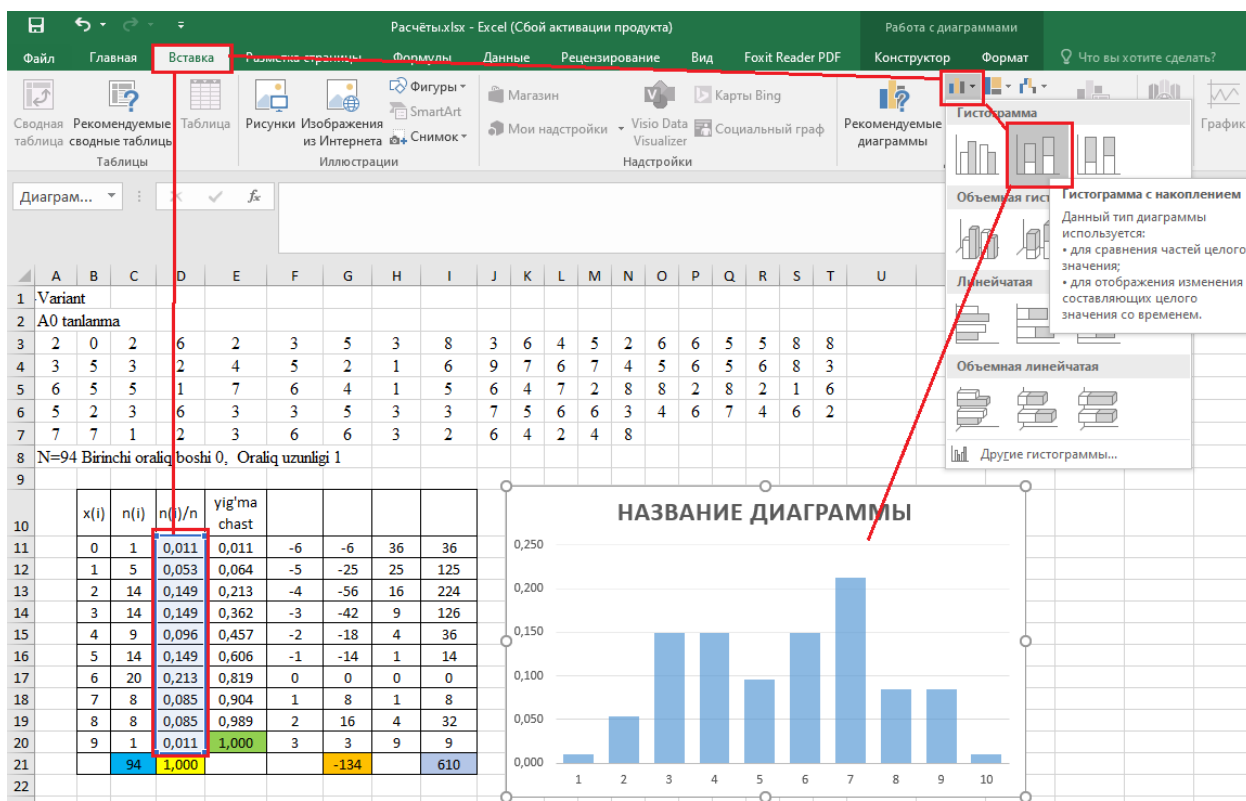 Расчёты.xlsx - Excel (Сбой активации продукта)
Работа с диаграммами
Файл Главная Вставка Разметка страницы Формулы Данные Рецензирование Вид Foxit Reader PDF Конструктор Формат Что вы хотите сделать?
Сводная таблица
Рекомендуемые сводные таблицы
Таблица
Таблицы
Рисунки
Изображения из Интернета
Фигуры
SmartArt
Снимок
Иллюстрации
Магазин
Мои надстройки
Visio Data Visualizer
Карты Bing
Социальный граф
Надстройки
Рекомендуемые диаграммы
График
Гистограмма
Объемная гист
Линейчатая
Объемная линейчатая
Другие гистограммы...
Гистограмма с накоплением
Данный тип диаграммы
используется:
• для сравнения частей целого
значения;
• для отображения изменения
составляющих целого
значения со временем.
Диаграм... fx
A B C D E F G H I J K L M N O P Q R S T U
1 Variant
2 A0 tanlanma
3 2 0 2 6 2 3 5 3 8 3 6 4 5 2 6 6 5 5 8 8
4 3 5 3 2 4 5 2 1 6 9 7 6 7 4 5 6 5 6 8 3
5 6 5 5 1 7 6 4 1 5 6 4 7 2 8 8 2 8 2 1 6
6 5 2 3 6 3 3 5 3 3 7 5 6 6 3 4 6 7 4 6 2
7 7 7 1 2 3 6 6 3 2 6 4 2 4 8
8 N=94 Birinchi oraliq boshi 0, Oraliq uzunligi 1
9
10 x(i) n(i) n(i)/n yig'ma chast
11 0 1 0,011 0,011 -6 -6 36 36
12 1 5 0,053 0,064 -5 -25 25 125
13 2 14 0,149 0,213 -4 -56 16 224
14 3 14 0,149 0,362 -3 -42 9 126
15 4 9 0,096 0,457 -2 -18 4 36
16 5 14 0,149 0,606 -1 -14 1 14
17 6 20 0,213 0,819 0 0 0 0
18 7 8 0,085 0,904 1 8 1 8
19 8 8 0,085 0,989 2 16 4 32
20 9 1 0,011 1,000 3 3 9 9
21 94 1,000 -134 610
22
НАЗВАНИЕ ДИАГРАММЫ
0,250
0,200
0,150
0,100
0,050
0,000
1 2 3 4 5 6 7 8 9 10